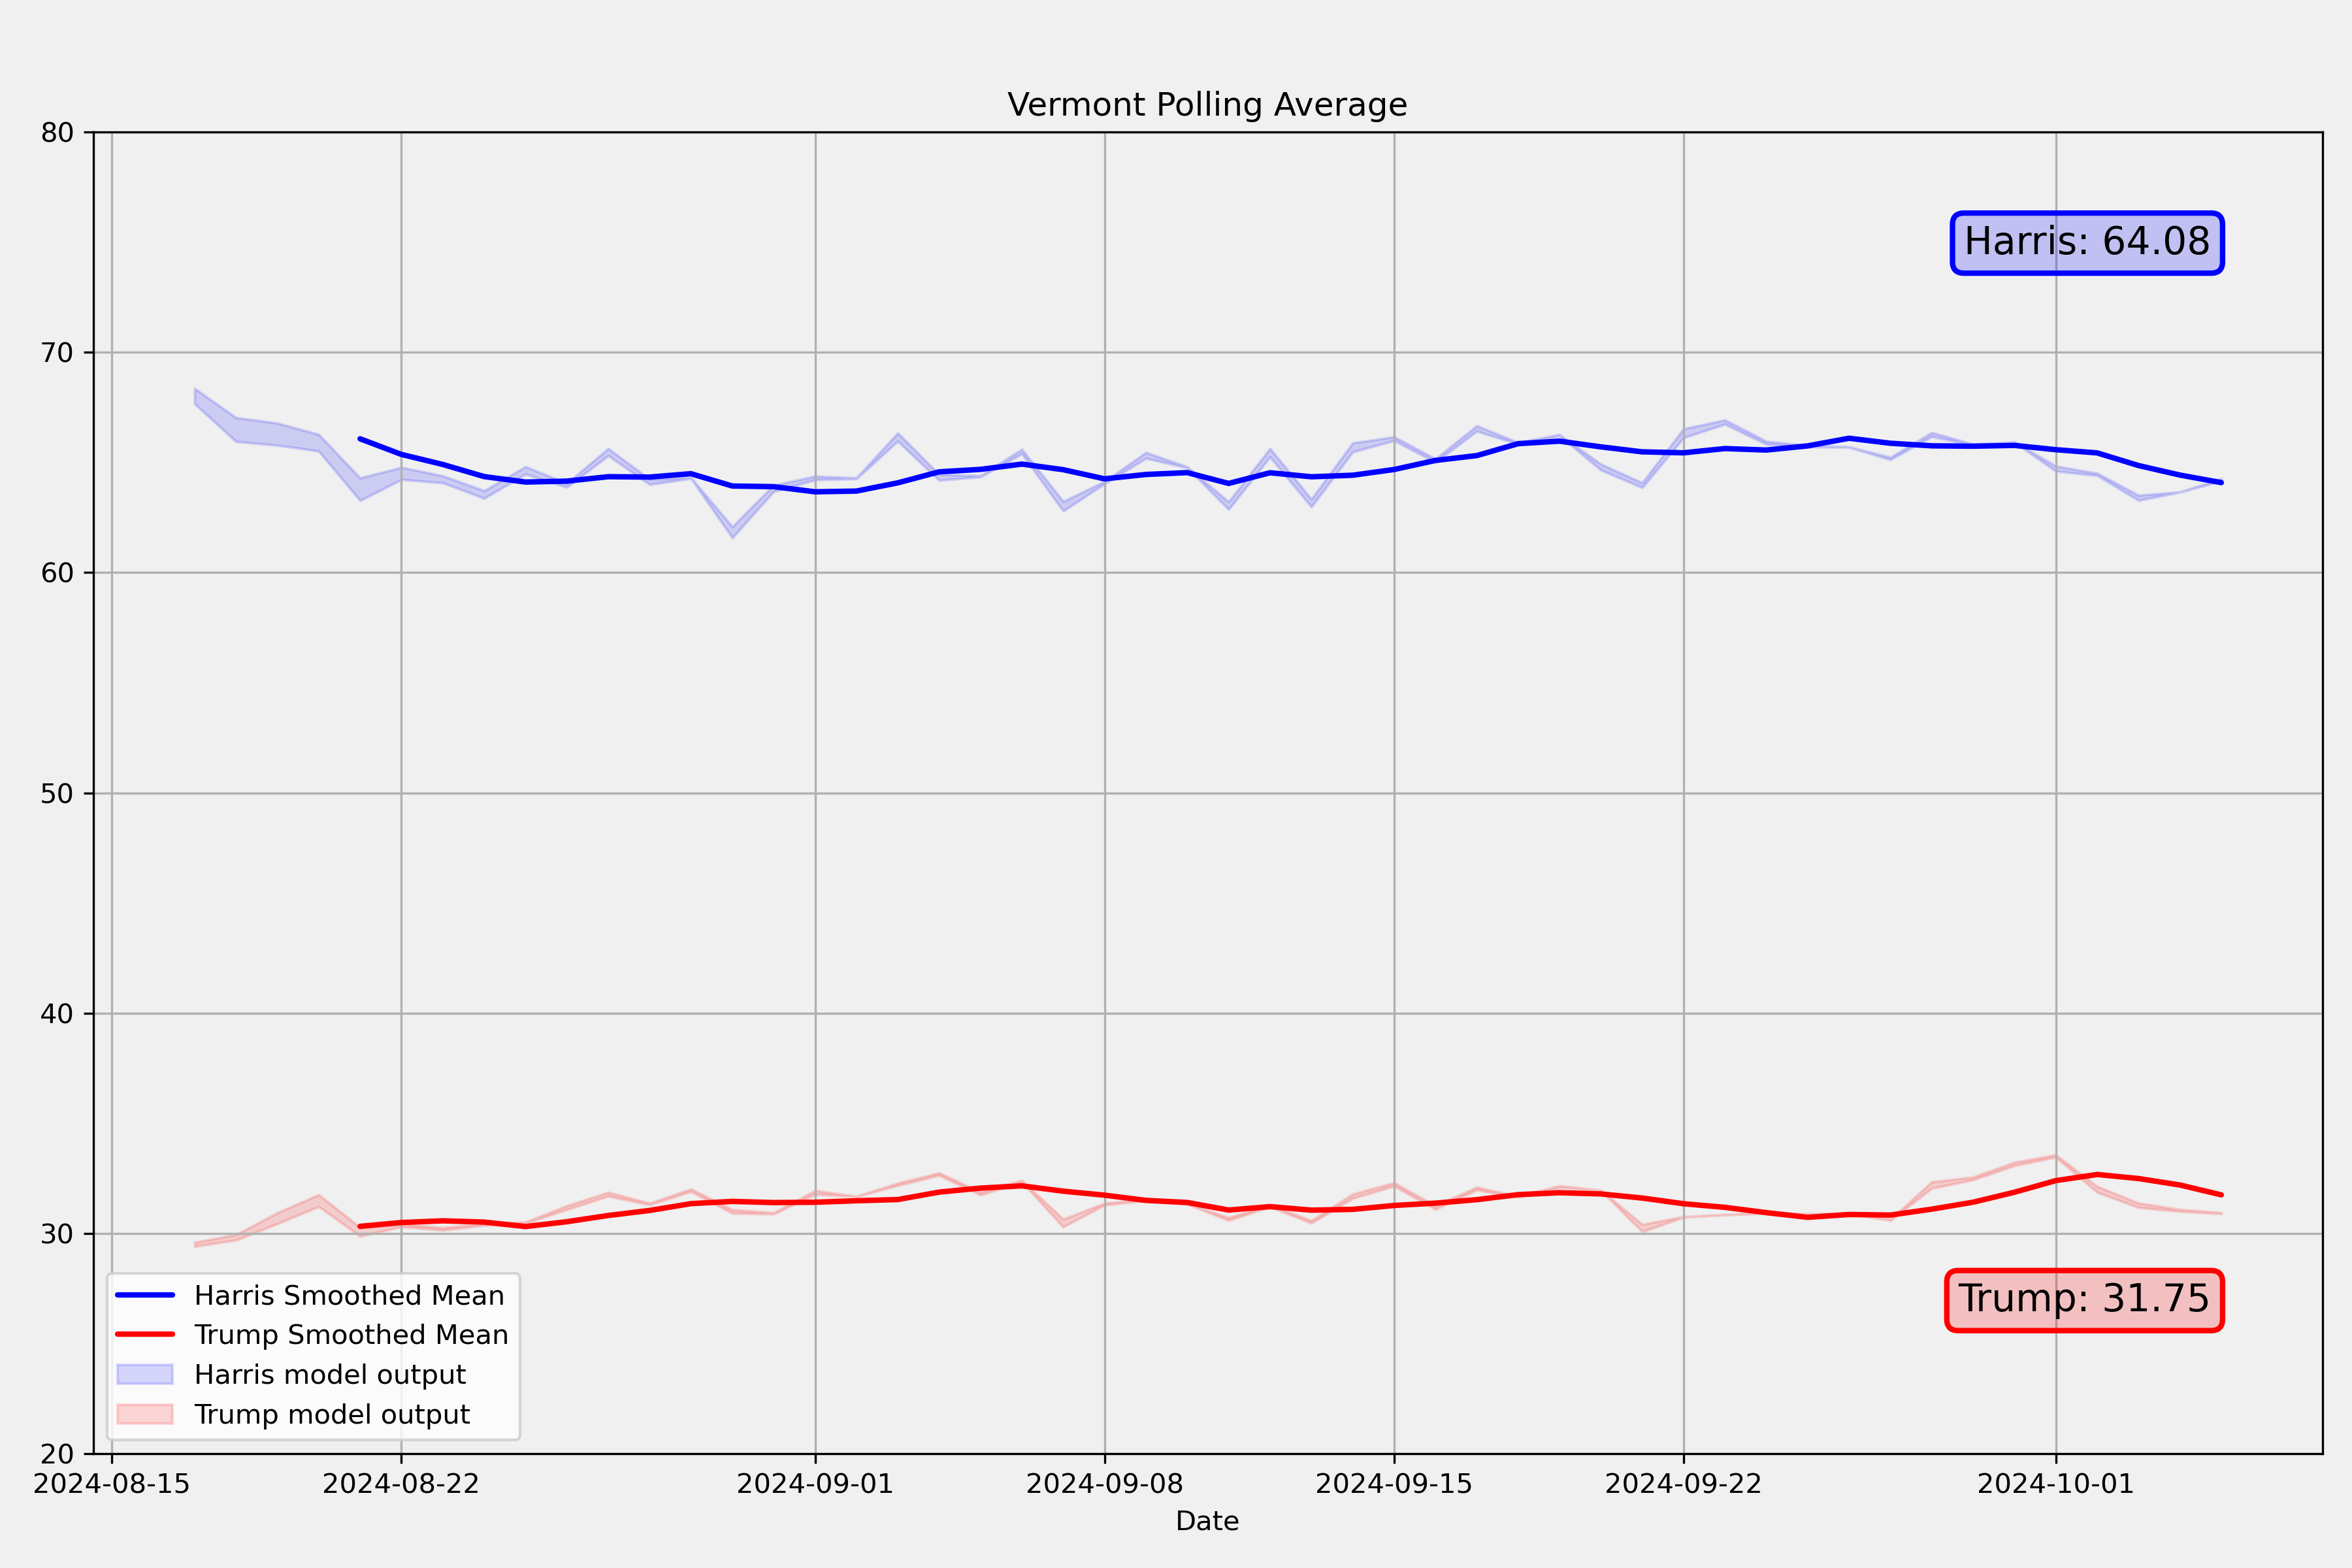 Vermont Polling Average
80
70
60
50
40
30
20
Harris: 64.08
Trump: 31.75
Harris Smoothed Mean
Trump Smoothed Mean
Harris model output
Trump model output
2024-08-15 2024-08-22 2024-09-01 2024-09-08 2024-09-15 2024-09-22 2024-10-01
Date